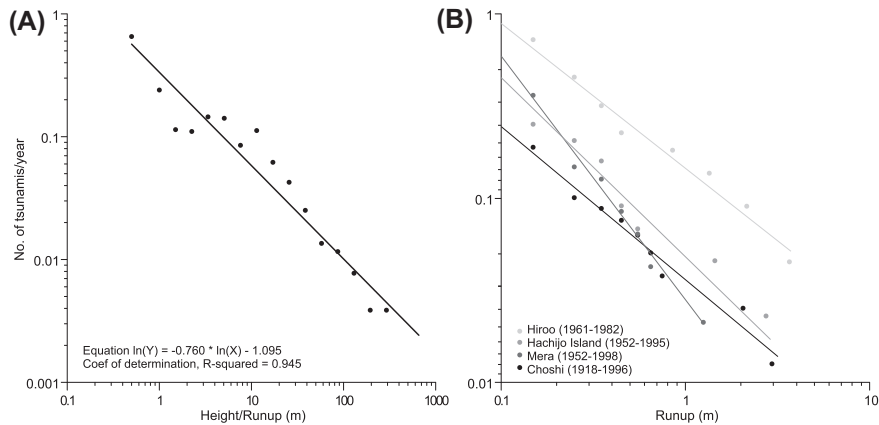 (A)
(B)
1
0.1
0.01
0.001
No. of tsunamis/year
Equation ln(Y) = -0.760 * ln(X) - 1.095
Coef of determination, R-squared = 0.945
0.1
1
10
100
1000
Height/Runup (m)
1
0.1
0.01
Hiroo (1961-1982)
Hachijo Island (1952-1995)
Mera (1952-1998)
Choshi (1918-1996)
0.1
1
10
Runup (m)